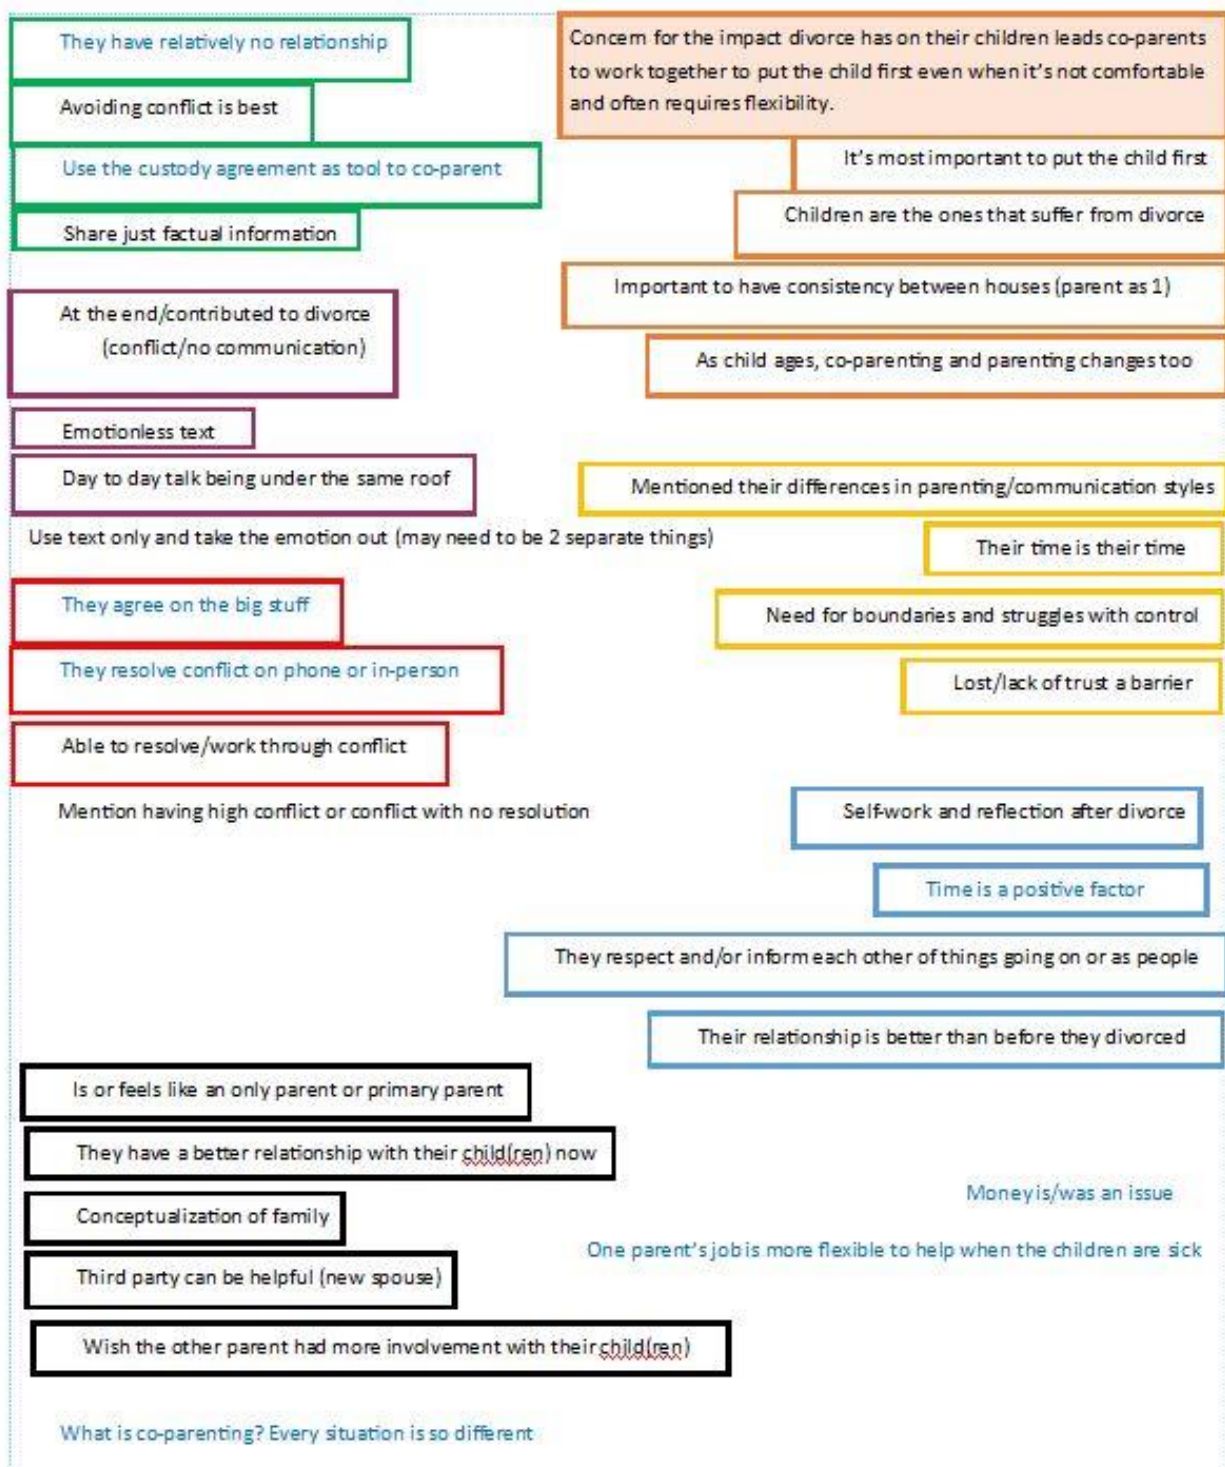 They have relatively no relationship
Avoiding conflict is best
Use the custody agreement as tool to co-parent
Share just factual information
At the end/contributed to divorce
(conflict/no communication)
Emotionless text
Day to day talk being under the same roof
Use text only and take the emotion out (may need to be 2 separate things)
They agree on the big stuff
They resolve conflict on phone or in-person
Able to resolve/work through conflict
Mention having high conflict or conflict with no resolution
Concern for the impact divorce has on their children leads co-parents
to work together to put the child first even when it's not comfortable
and often requires flexibility.
It's most important to put the child first
Children are the ones that suffer from divorce
Important to have consistency between houses (parent as 1)
As child ages, co-parenting and parenting changes too
Mentioned their differences in parenting/communication styles
Their time is their time
Need for boundaries and struggles with control
Lost/lack of trust a barrier
Self-work and reflection after divorce
Time is a positive factor
They respect and/or inform each other of things going on or as people
Their relationship is better than before they divorced
Is or feels like an only parent or primary parent
They have a better relationship with their child(ren) now
Conceptualization of family
Third party can be helpful (new spouse)
Wish the other parent had more involvement with their child(ren)
Money is/was an issue
One parent's job is more flexible to help when the children are sick
What is co-parenting? Every situation is so different